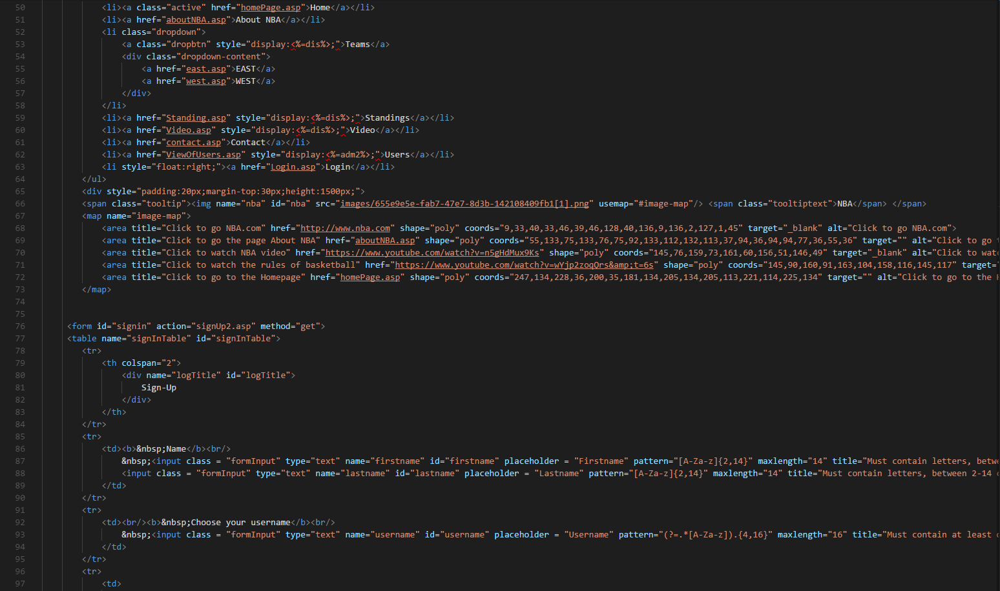 50 <li><a class="active" href="homePage.asp">Home</a></li>
51 <li><a href="aboutNBA.asp">About NBA</a></li>
52 <li class="dropdown">
53 <a class="dropbtn" style="display:<%=dis%>;">Teams</a>
54 <div class="dropdown-content">
55 <a href="east.asp">EAST</a>
56 <a href="west.asp">WEST</a>
57 </div>
58 </li>
59 <li><a href="Standing.asp" style="display:<%=dis%>;">Standings</a></li>
60 <li><a href="Video.asp" style="display:<%=dis%>;">Video</a></li>
61 <li><a href="contact.asp">Contact</a></li>
62 <li><a href="ViewOfUsers.asp" style="display:<%=adm2%>;">Users</a></li>
63 <li style="float:right;"><a href="Login.asp">Login</a></li>
64 </ul>
65 <div style="padding:20px;margin-top:30px;height:1500px;">
66 <span class="tooltip"><img name="nba" id="nba" src="images/655e9e5e-fab7-47e7-8d3b-142108409fb1[1].png" usemap="#image-map"/> <span class="tooltiptext">NBA</span> </span>
67 <map name="image-map">
68 <area title="Click to go NBA.com" href="http://www.nba.com" shape="poly" coords="9,33,40,33,46,39,46,128,40,136,9,136,2,127,1,45" target="_blank" alt="Click to go NBA.com">
69 <area title="Click to go the page About NBA" href="aboutNBA.asp" shape="poly" coords="55,133,75,133,76,75,92,133,112,132,113,37,94,36,94,94,77,36,55,36" target="" alt="Click to go
70 <area title="Click to watch NBA video" href="https://www.youtube.com/watch?v=n5gHdMux9Ks" shape="poly" coords="145,76,159,73,161,60,156,51,146,49" target="_blank" alt="Click to
71 <area title="Click to watch the rules of basketball" href="https://www.youtube.com/watch?v=wYjp2zoqOrs&amp;t=6s" shape="poly" coords="145,90,160,91,163,104,158,116,145,117" target=
72 <area title="Click to go to the Homepage" href="homePage.asp" shape="poly" coords="247,134,228,36,200,35,181,134,205,134,205,113,221,114,225,134" target="" alt="Click to go to the
73 </map>
74
75
76 <form id="signin" action="signUp2.asp" method="get">
77 <table name="signInTable" id="signInTable">
78 <tr>
79 <th colspan="2">
80 <div name="logTitle" id="logTitle">
81 Sign-Up
82 </div>
83 </th>
84 </tr>
85 <tr>
86 <td><b>&nbsp;Name</b><br/>
87 &nbsp;<input class = "formInput" type="text" name="firstname" id="firstname" placeholder = "Firstname" pattern="[A-Za-z]{2,14}" maxlength="14" title="Must contain letters,
88 <input class = "formInput" type="text" name="lastname" id="lastname" placeholder = "Lastname" pattern="[A-Za-z]{2,14}" maxlength="14" title="Must contain letters, between 2-14
89 </td>
90 </tr>
91 <tr>
92 <td><br/><b>&nbsp;Choose your username</b><br/>
93 &nbsp;<input class = "formInput" type="text" name="username" id="username" placeholder = "Username" pattern="(?=.*[A-Za-z]).{4,16}" maxlength="16" title="Must contain at least
94 </td>
95 </tr>
96 <tr>
97 <td>